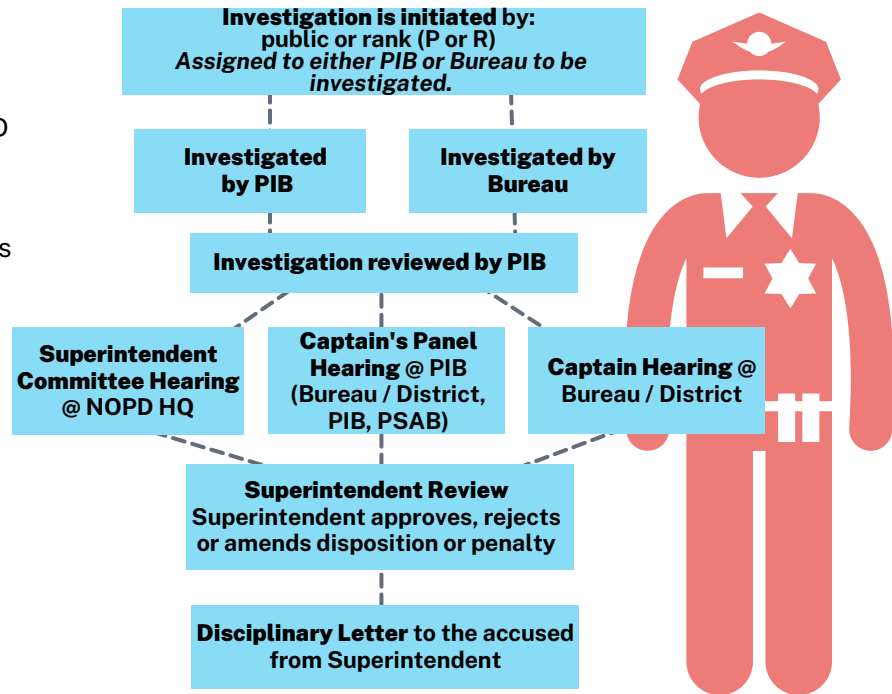 Investigation is initiated by:
public or rank (P or R)
Assigned to either PIB or Bureau to be
investigated.
Investigated
by PIB
Investigated by
Bureau
Investigation reviewed by PIB
Superintendent
Committee Hearing
@ NOPD HQ
Captain's Panel
Hearing @ PIB
(Bureau / District,
PIB, PSAB)
Captain Hearing @
Bureau / District
Superintendent Review
Superintendent approves, rejects
or amends disposition or penalty
Disciplinary Letter to the accused
from Superintendent